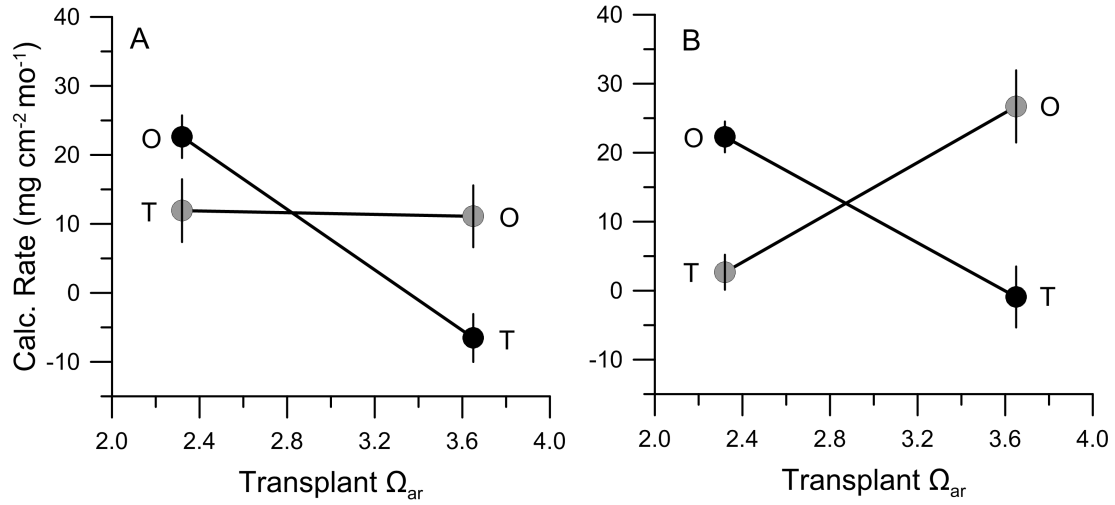 A
Calc. Rate (mg cm⁻² mo⁻¹)
40
30
20
10
0
-10
O
T
O
T
2.0 2.4 2.8 3.2 3.6 4.0
Transplant Ωar
B
40
30
20
10
0
-10
O
T
O
T
2.0 2.4 2.8 3.2 3.6 4.0
Transplant Ωar